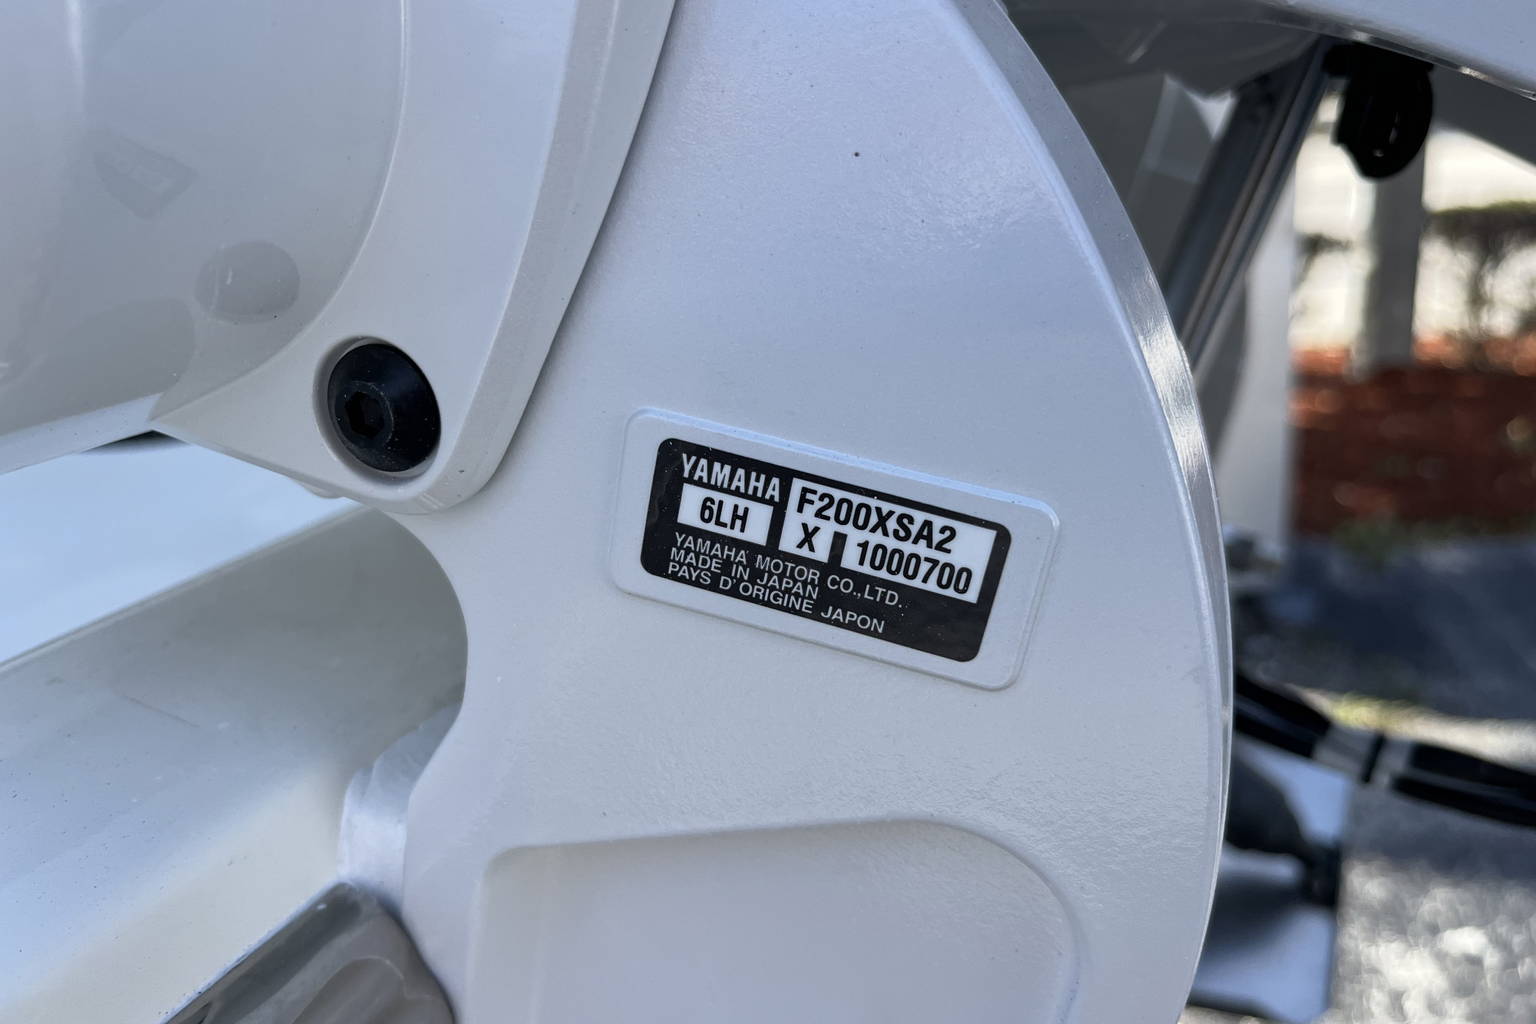 YAMAHA F200XSA2
6LH X 1000700
YAMAHA MOTOR CO.,LTD.
MADE IN JAPAN
PAYS D'ORIGINE JAPON